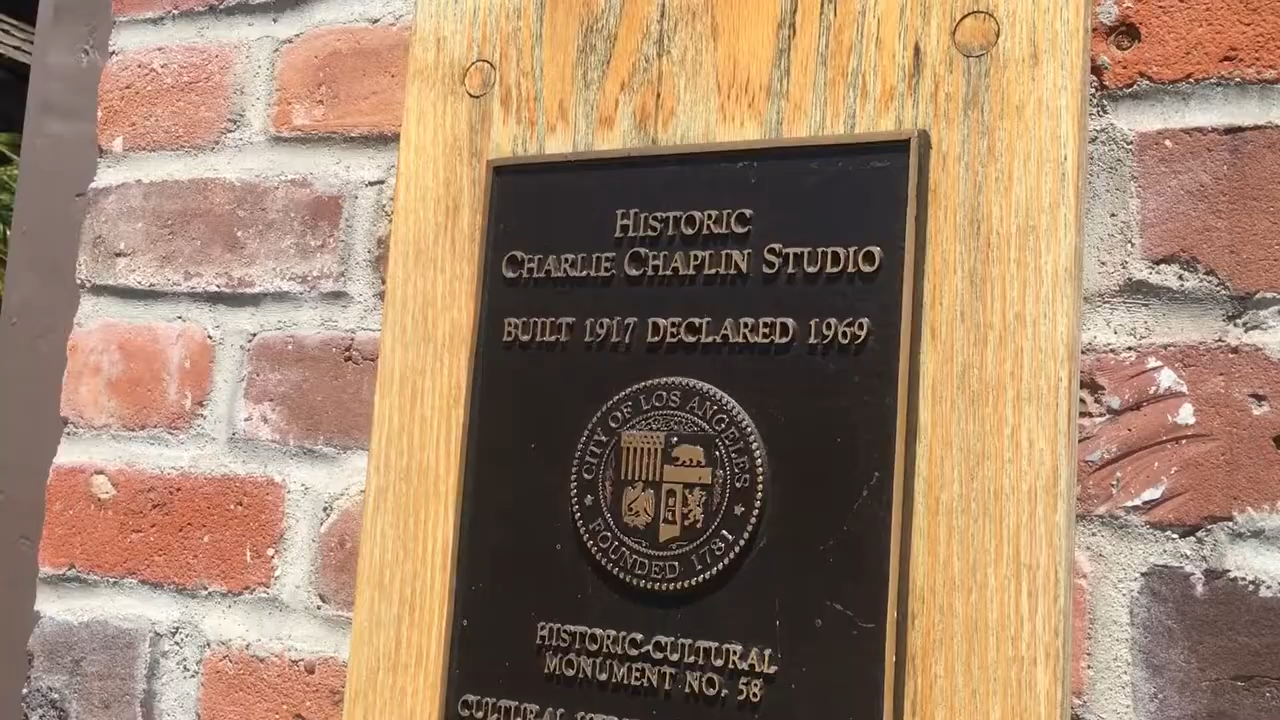 HISTORIC
CHARLIE CHAPLIN STUDIO
BUILT 1917 DECLARED 1969
CITY OF LOS ANGELES
FOUNDED 1781
HISTORIC-CULTURAL
MONUMENT NO. 58
CULTURAL